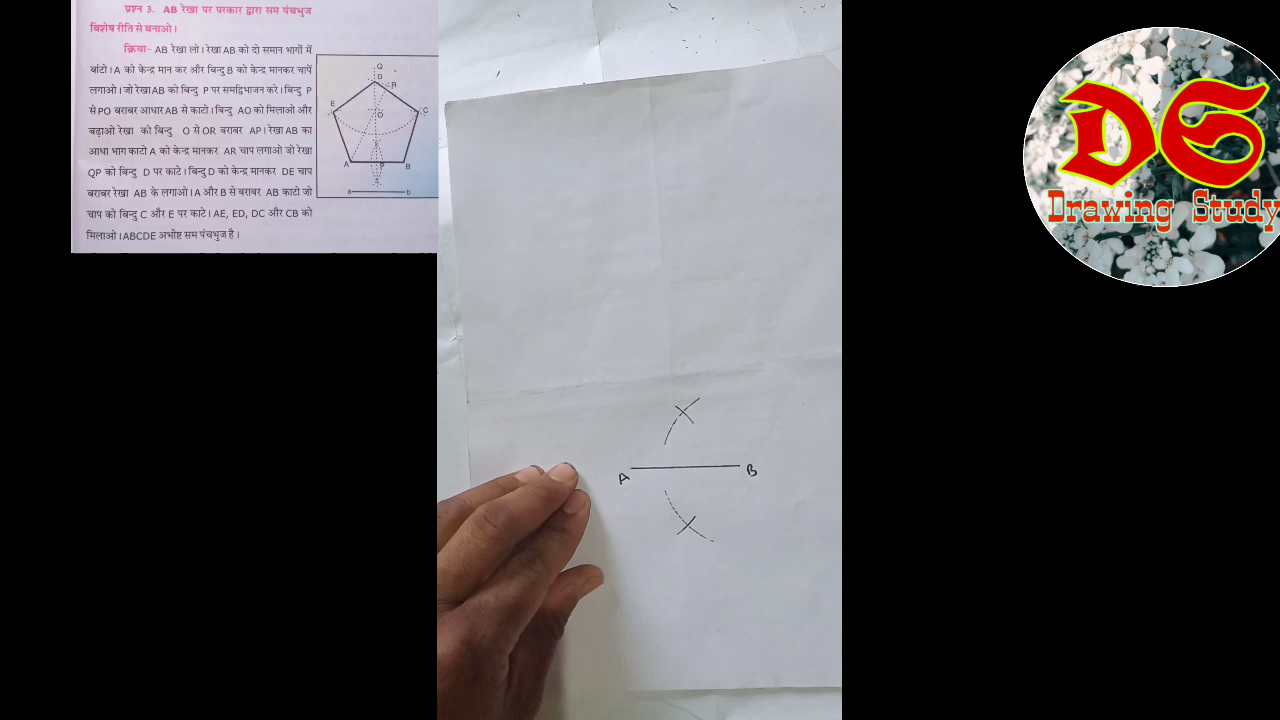 प्रश्न 3. AB रेखा पर परकार द्वारा सम पंचभुज
विशेष रीति से बनाओ।
क्रिया- AB रेखा लो। रेखा AB को दो समान भागों में
बांटो। A को केन्द्र मान कर और बिन्दु B को केन्द्र मानकर चापें
लगाओ। जो रेखा AB को बिन्दु P पर समद्विभाजन करे। बिन्दु P
से PO बराबर आधार AB से काटो। बिन्दु AO को मिलाओ और
बढ़ाओ रेखा को बिन्दु O से OR बराबर AP। रेखा AB का
आधा भाग काटो A को केन्द्र मानकर AR चाप लगाओ जो रेखा
QP को बिन्दु D पर काटे। बिन्दु D को केन्द्र मानकर DE चाप
बराबर रेखा AB के लगाओ। A और B से बराबर AB काटो जो
चाप को बिन्दु C और E पर काटे। AE, ED, DC और CB को
मिलाओ। ABCDE अभीष्ट सम पंचभुज है।
Q
D
R
E
C
O
A
P
B
a
b
DS
Drawing Study
A
B